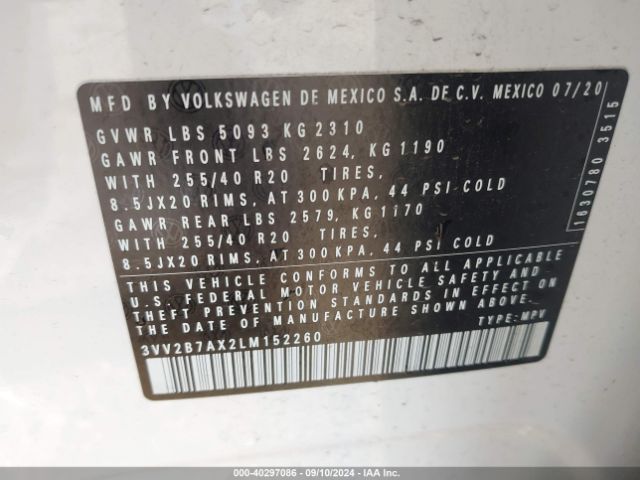 MFD BY VOLKSWAGEN DE MEXICO S.A. DE C.V. MEXICO 07/20
GVWR LBS 5093 KG 2310
GAWR FRONT LBS 2624, KG 1190
WITH 255/40 R20 TIRES,
8.5JX20 RIMS, AT 300 KPA, 44 PSI COLD
GAWR REAR LBS 2579, KG 1170
WITH 255/40 R20 TIRES,
8.5JX20 RIMS, AT 300 KPA, 44 PSI COLD
THIS VEHICLE CONFORMS TO ALL APPLICABLE
U.S. FEDERAL MOTOR VEHICLE SAFETY AND
THEFT PREVENTION STANDARDS IN EFFECT ON
THE DATE OF MANUFACTURE SHOWN ABOVE.
3VV2B7AX2LM152260 TYPE: MPV
1630780 3515
000-40297086 - 09/10/2024 - IAA Inc.